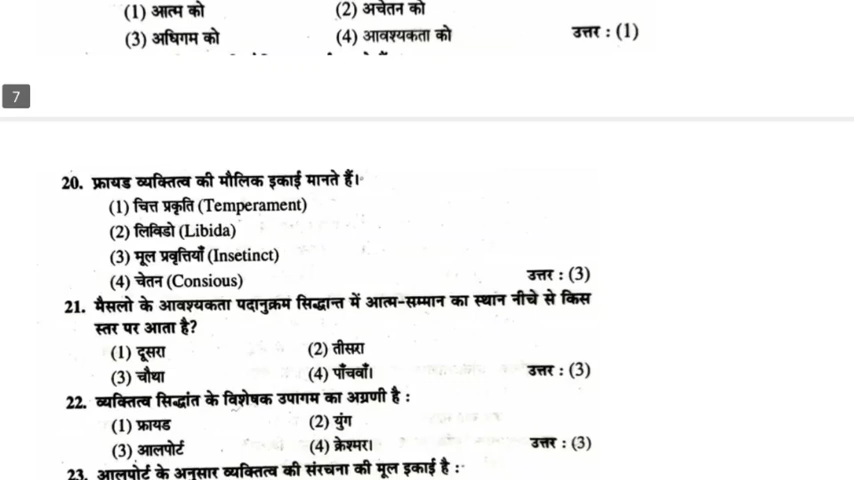 (1) आत्म को (2) अचेतन को
(3) अधिगम को (4) आवश्यकता को उत्तर : (1)
7
20. फ्रायड व्यक्तित्व की मौलिक इकाई मानते हैं।
(1) चित्त प्रकृति (Temperament)
(2) लिविडो (Libida)
(3) मूल प्रवृत्तियाँ (Insetinct)
(4) चेतन (Consious) उत्तर : (3)
21. मैसलो के आवश्यकता पदानुक्रम सिद्धान्त में आत्म-सम्मान का स्थान नीचे से किस
स्तर पर आता है?
(1) दूसरा (2) तीसरा
(3) चौथा (4) पाँचवाँ। उत्तर : (3)
22. व्यक्तित्व सिद्धांत के विशेषक उपागम का अग्रणी है :
(1) फ्रायड (2) युंग
(3) आलपोर्ट (4) क्रेश्मर। उत्तर : (3)
23. आलपोर्ट के अनुसार व्यक्तित्व की संरचना की मूल इकाई है :